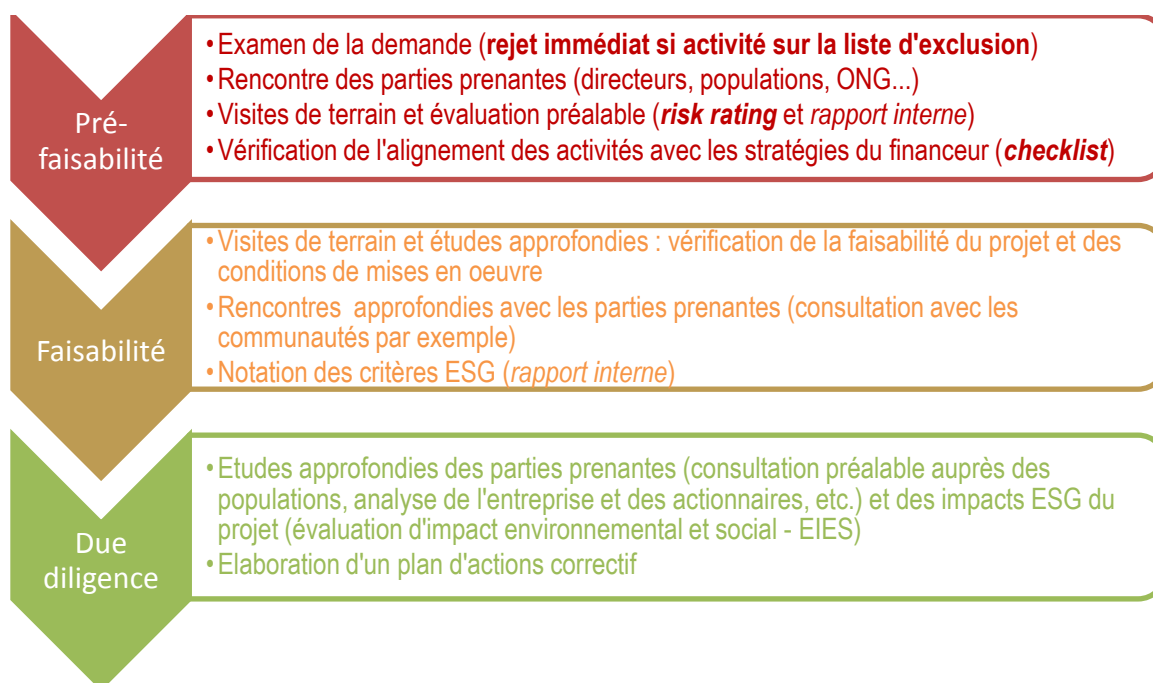 Pré-
faisabilité
•Examen de la demande (rejet immédiat si activité sur la liste d'exclusion)
•Rencontre des parties prenantes (directeurs, populations, ONG...)
•Visites de terrain et évaluation préalable (risk rating et rapport interne)
•Vérification de l'alignement des activités avec les stratégies du financeur (checklist)
Faisabilité
•Visites de terrain et études approfondies : vérification de la faisabilité du projet et des
conditions de mises en oeuvre
•Rencontres approfondies avec les parties prenantes (consultation avec les
communautés par exemple)
•Notation des critères ESG (rapport interne)
Due
diligence
•Etudes approfondies des parties prenantes (consultation préalable auprès des
populations, analyse de l'entreprise et des actionnaires, etc.) et des impacts ESG du
projet (évaluation d'impact environnemental et social - EIES)
•Elaboration d'un plan d'actions correctif